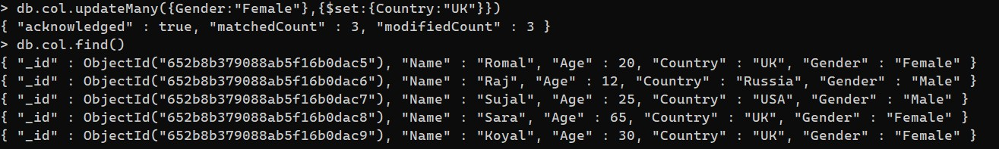 > db.col.updateMany({Gender:"Female"},{$set:{Country:"UK"}})
{ "acknowledged" : true, "matchedCount" : 3, "modifiedCount" : 3 }
> db.col.find()
{ "_id" : ObjectId("652b8b379088ab5f16b0dac5"), "Name" : "Romal", "Age" : 20, "Country" : "UK", "Gender" : "Female" }
{ "_id" : ObjectId("652b8b379088ab5f16b0dac6"), "Name" : "Raj", "Age" : 12, "Country" : "Russia", "Gender" : "Male" }
{ "_id" : ObjectId("652b8b379088ab5f16b0dac7"), "Name" : "Sujal", "Age" : 25, "Country" : "USA", "Gender" : "Male" }
{ "_id" : ObjectId("652b8b379088ab5f16b0dac8"), "Name" : "Sara", "Age" : 65, "Country" : "UK", "Gender" : "Female" }
{ "_id" : ObjectId("652b8b379088ab5f16b0dac9"), "Name" : "Koyal", "Age" : 30, "Country" : "UK", "Gender" : "Female" }